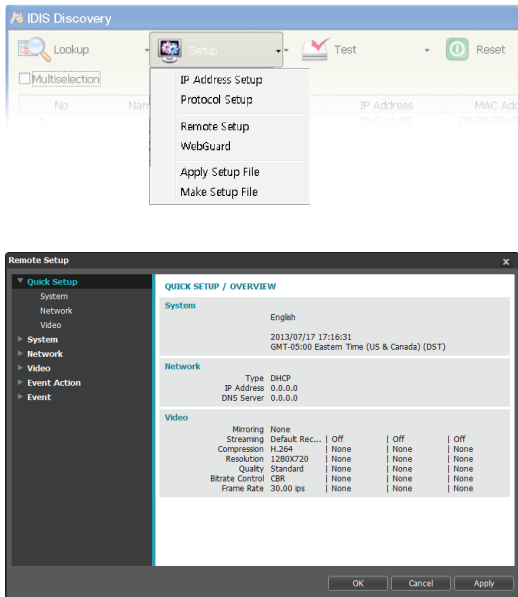 IDIS Discovery
Lookup Setup Test Reset
Multiselection
No Nam IP Address MAC Add
IP Address Setup
Protocol Setup
Remote Setup
WebGuard
Apply Setup File
Make Setup File
Remote Setup x
Quick Setup
System
Network
Video
System
Network
Video
Event Action
Event
QUICK SETUP / OVERVIEW
System
English
2013/07/17 17:16:31
GMT-05:00 Eastern Time (US & Canada) (DST)
Network
Type DHCP
IP Address 0.0.0.0
DNS Server 0.0.0.0
Video
Mirroring None
Streaming Default Rec... | Off | Off | Off
Compression H.264 | None | None | None
Resolution 1280X720 | None | None | None
Quality Standard | None | None | None
Bitrate Control CBR | None | None | None
Frame Rate 30.00 ips | None | None | None
OK Cancel Apply